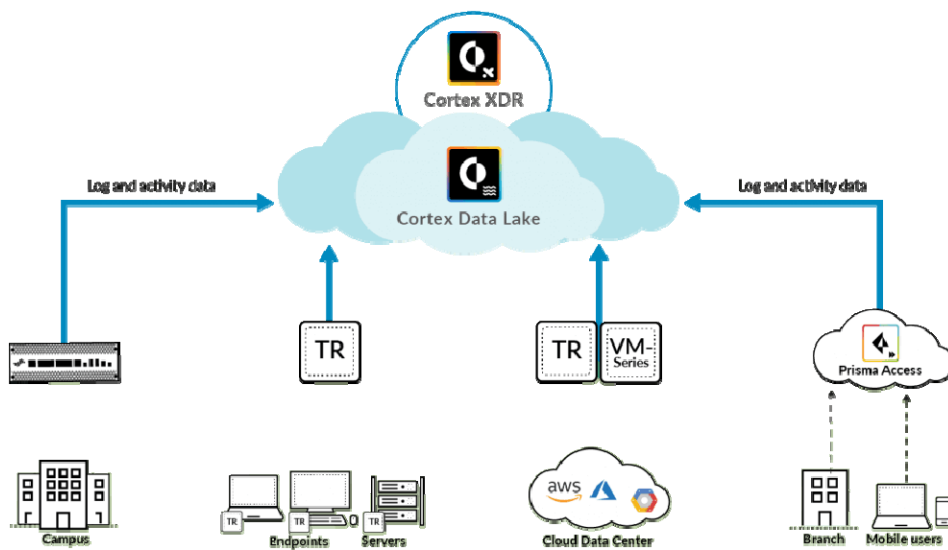 Cortex XDR
Cortex Data Lake
Log and activity data
Log and activity data
TR
TR
VM-
Series
Prisma Access
aws
TR
TR
TR
Campus
Endpoints
Servers
Cloud Data Center
Branch
Mobile users